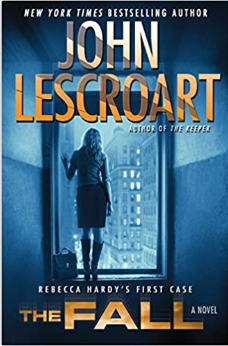 NEW YORK TIMES BESTSELLING AUTHOR
JOHN
LESCROART
AUTHOR OF THE KEEPER
REBECCA HARDY'S FIRST CASE
THE FALL
A NOVEL